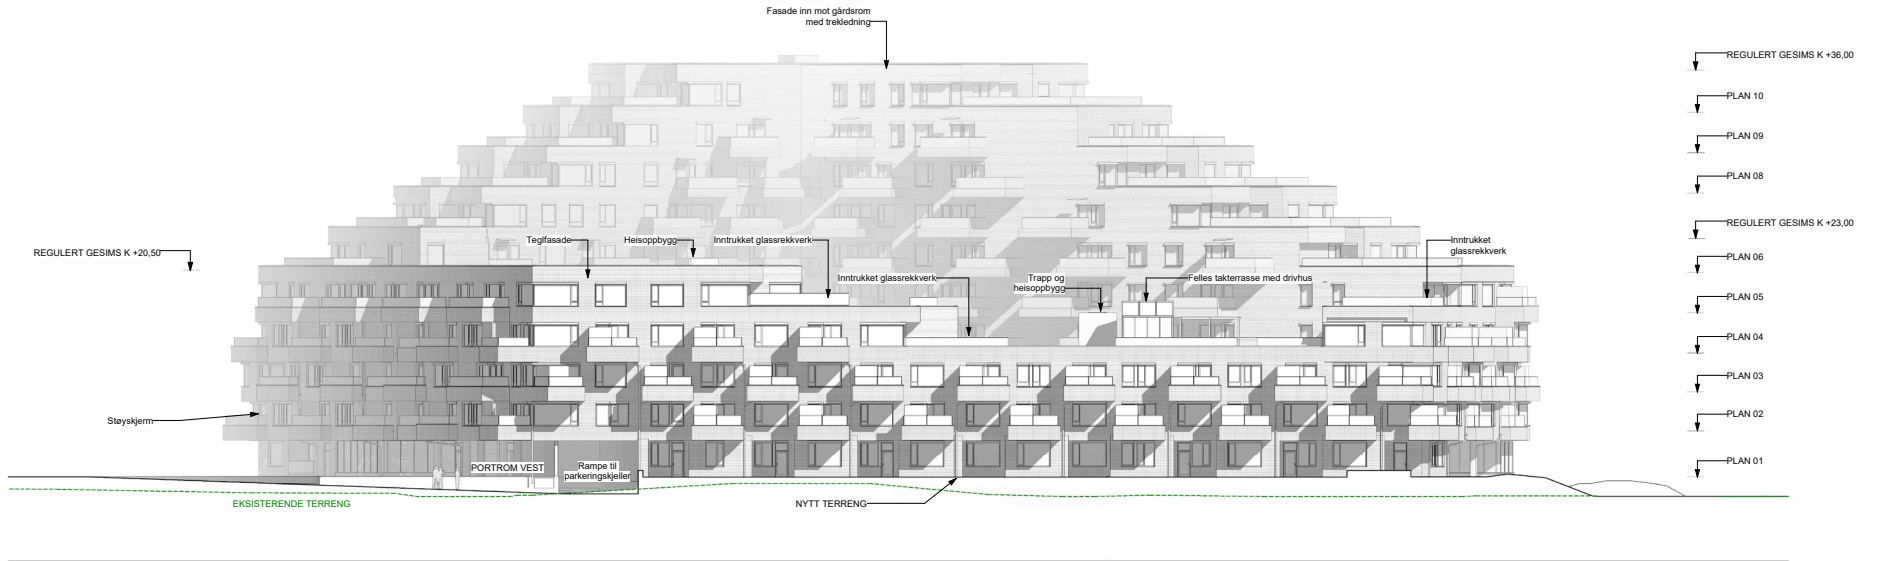 Fasade inn mot gårdsrom
med trekledning
REGULERT GESIMS K +36,00
PLAN 10
PLAN 09
PLAN 08
REGULERT GESIMS K +23,00
REGULERT GESIMS K +20,50
Teglfasade
Heisoppbygg
Inntrukket glassrekkverk
Inntrukket
glassrekkverk
PLAN 06
Inntrukket glassrekkverk
Trapp og
heisoppbygg
Felles takterrasse med drivhus
PLAN 05
PLAN 04
PLAN 03
PLAN 02
Støyskjerm
PLAN 01
PORTROM VEST
Rampe til
parkeringskjeller
EKSISTERENDE TERRENG
NYTT TERRENG